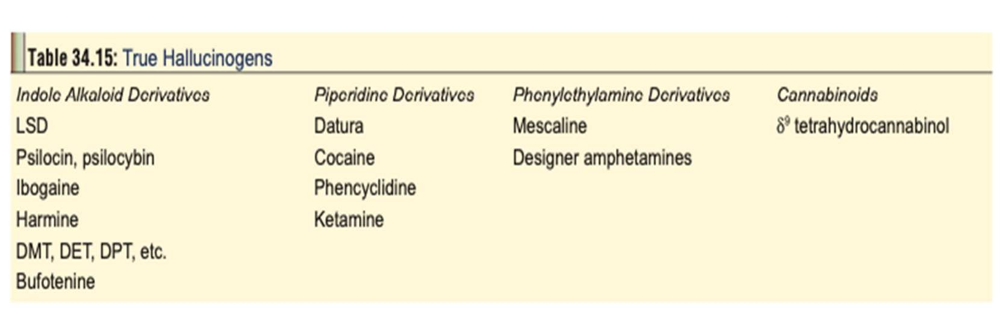 Table 34.15: True Hallucinogens
Indole Alkaloid Derivatives Piperidine Derivatives Phenylethylamine Derivatives Cannabinoids
LSD Datura Mescaline δ⁹ tetrahydrocannabinol
Psilocin, psilocybin Cocaine Designer amphetamines
Ibogaine Phencyclidine
Harmine Ketamine
DMT, DET, DPT, etc.
Bufotenine